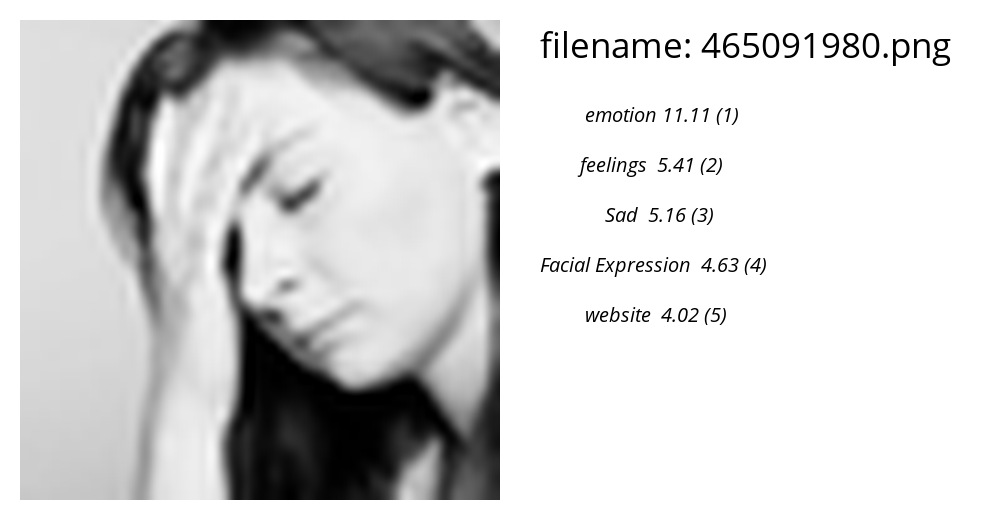 filename: 465091980.png
emotion 11.11 (1)
feelings 5.41 (2)
Sad 5.16 (3)
Facial Expression 4.63 (4)
website 4.02 (5)